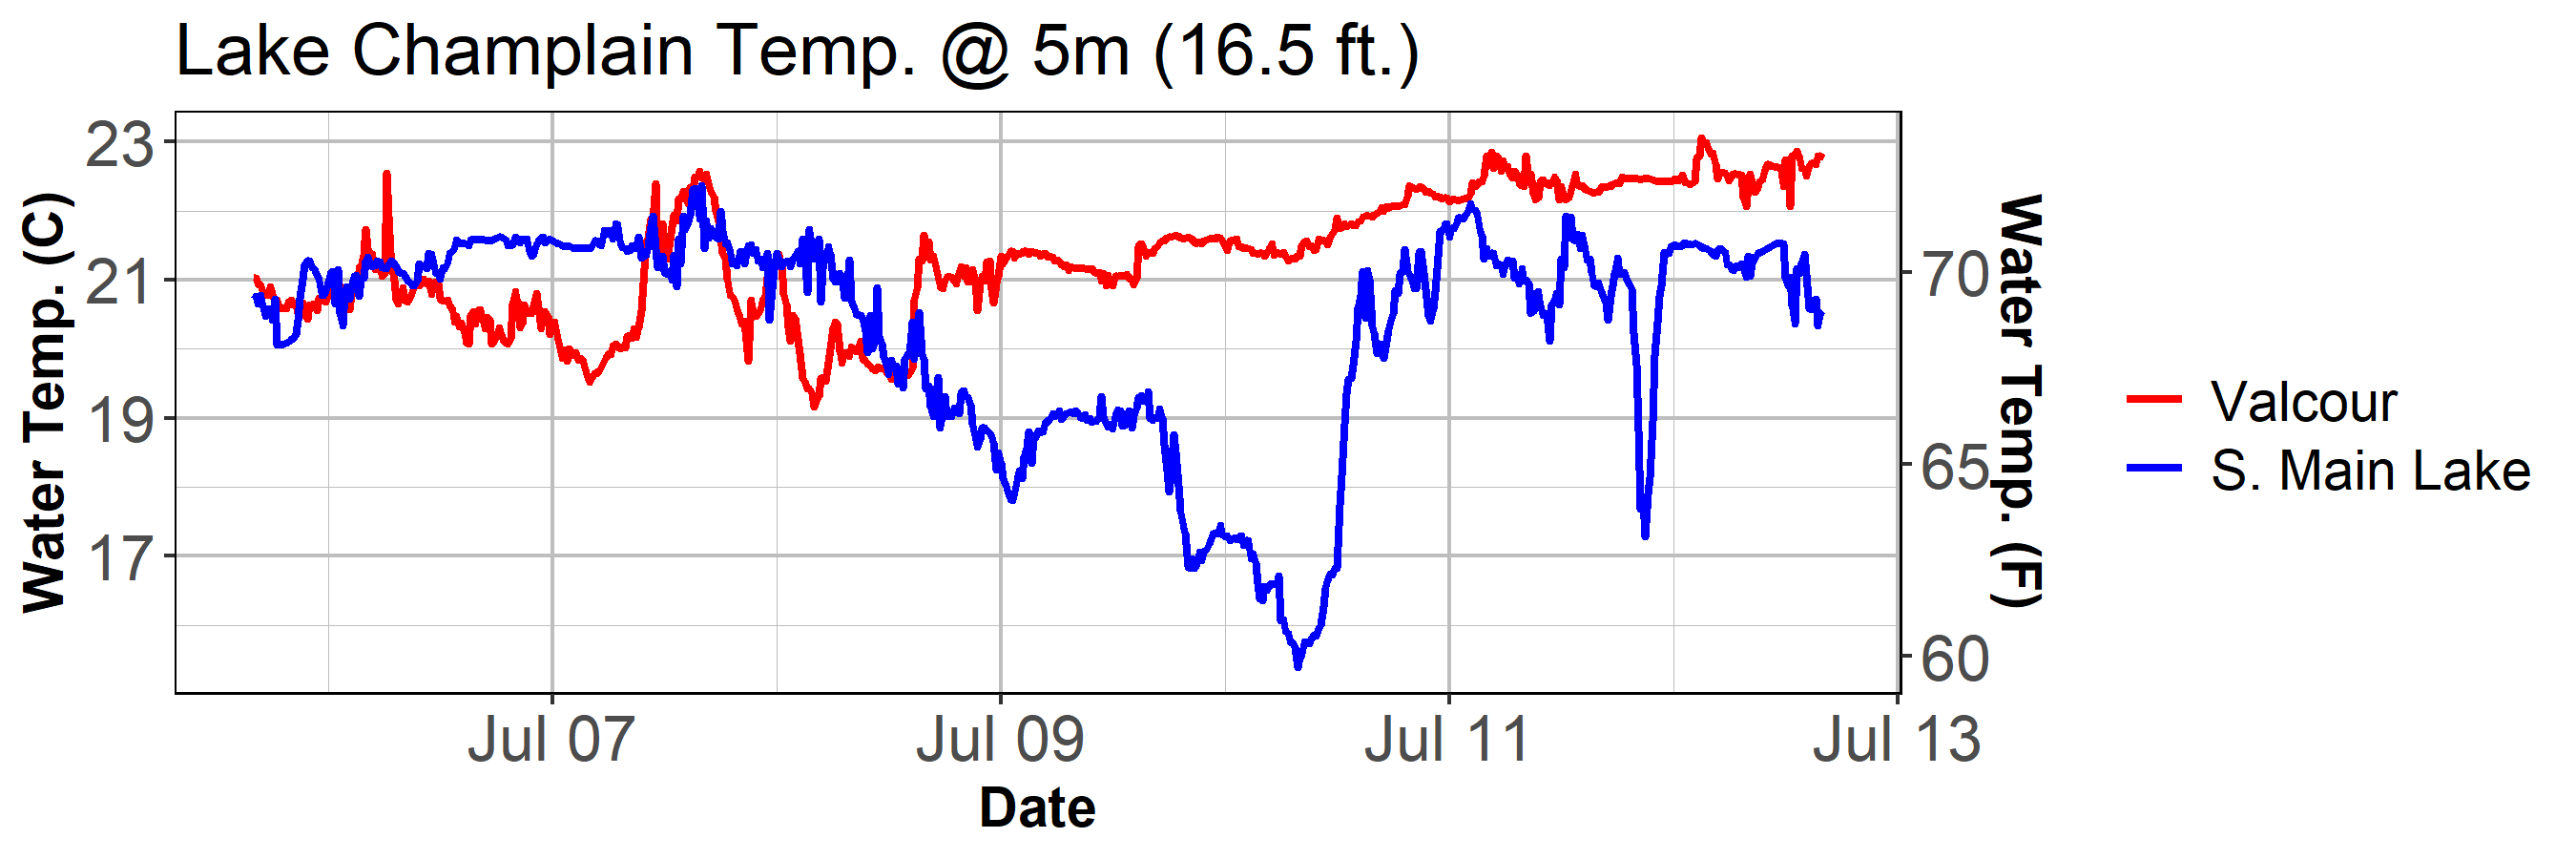 Lake Champlain Temp. @ 5m (16.5 ft.)
Water Temp. (C)
23
21
19
17
Water Temp. (F)
70
65
60
Jul 07
Jul 09
Jul 11
Jul 13
Date
Valcour
S. Main Lake